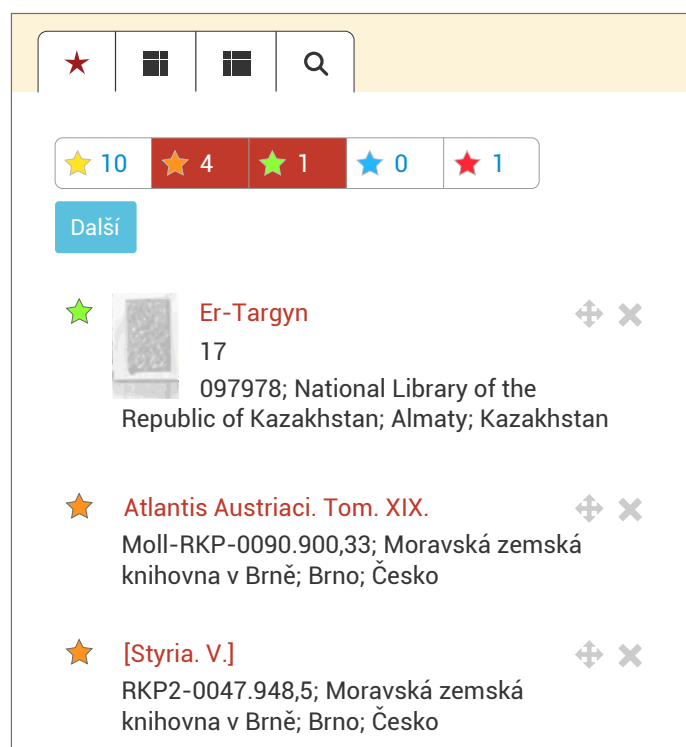 10 4 1 0 1
Další
Er-Targyn
17
097978; National Library of the
Republic of Kazakhstan; Almaty; Kazakhstan
Atlantis Austriaci. Tom. XIX.
Moll-RKP-0090.900,33; Moravská zemská
knihovna v Brně; Brno; Česko
[Styria. V.]
RKP2-0047.948,5; Moravská zemská
knihovna v Brně; Brno; Česko